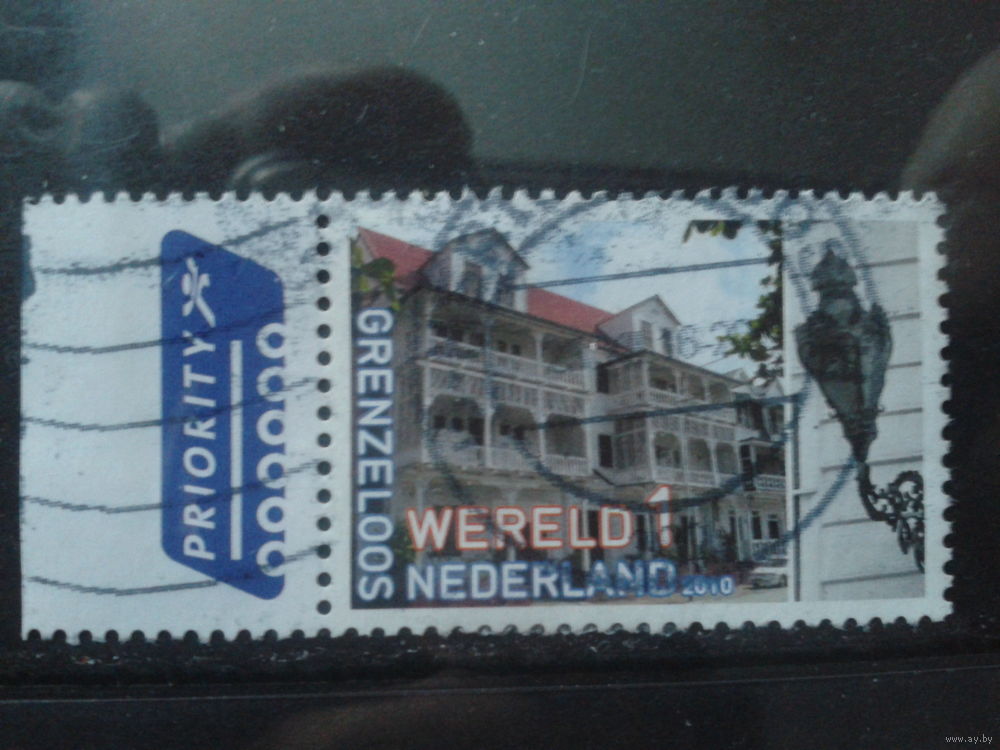 PRIORITY
GRENZELOOS
WERELD 1
NEDERLAND 2010
www.ay.by